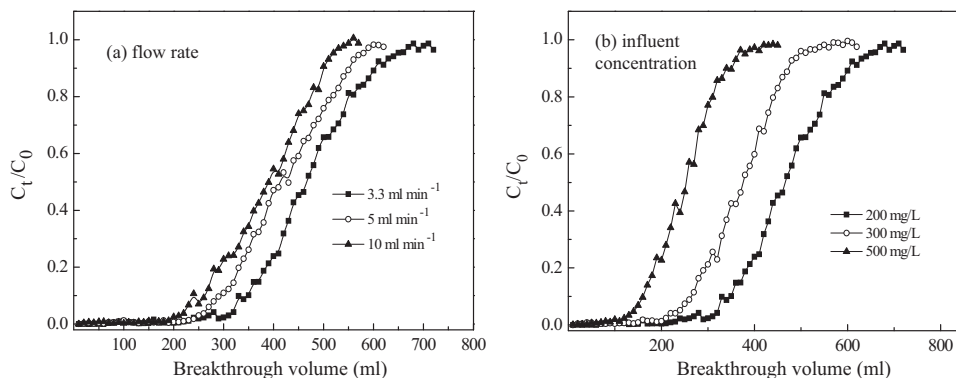 (a) flow rate
C_t/C_0
1.0
0.8
0.6
0.4
0.2
0.0
3.3 ml min⁻¹
5 ml min⁻¹
10 ml min⁻¹
100 200 300 400 500 600 700 800
Breakthrough volume (ml)
(b) influent
concentration
C_t/C_0
1.0
0.8
0.6
0.4
0.2
0.0
200 mg/L
300 mg/L
500 mg/L
200 400 600 800
Breakthrough volume (ml)